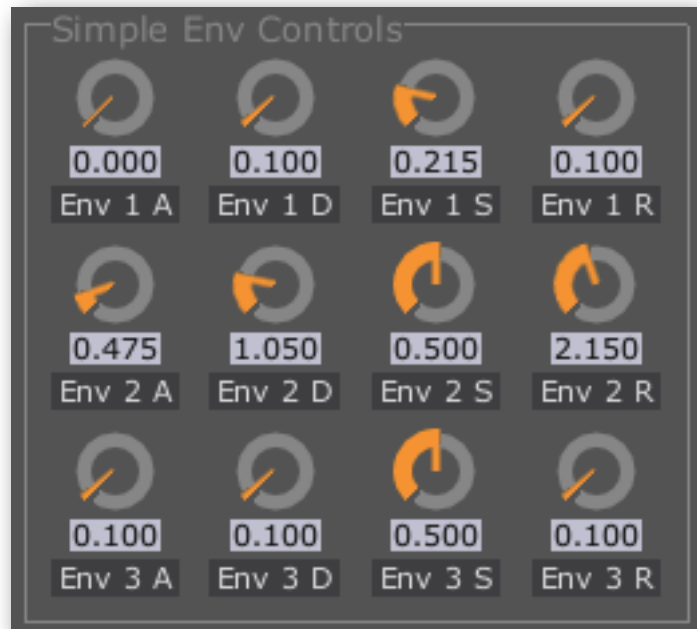 Simple Env Controls
0.000 0.100 0.215 0.100
Env 1 A Env 1 D Env 1 S Env 1 R
0.475 1.050 0.500 2.150
Env 2 A Env 2 D Env 2 S Env 2 R
0.100 0.100 0.500 0.100
Env 3 A Env 3 D Env 3 S Env 3 R